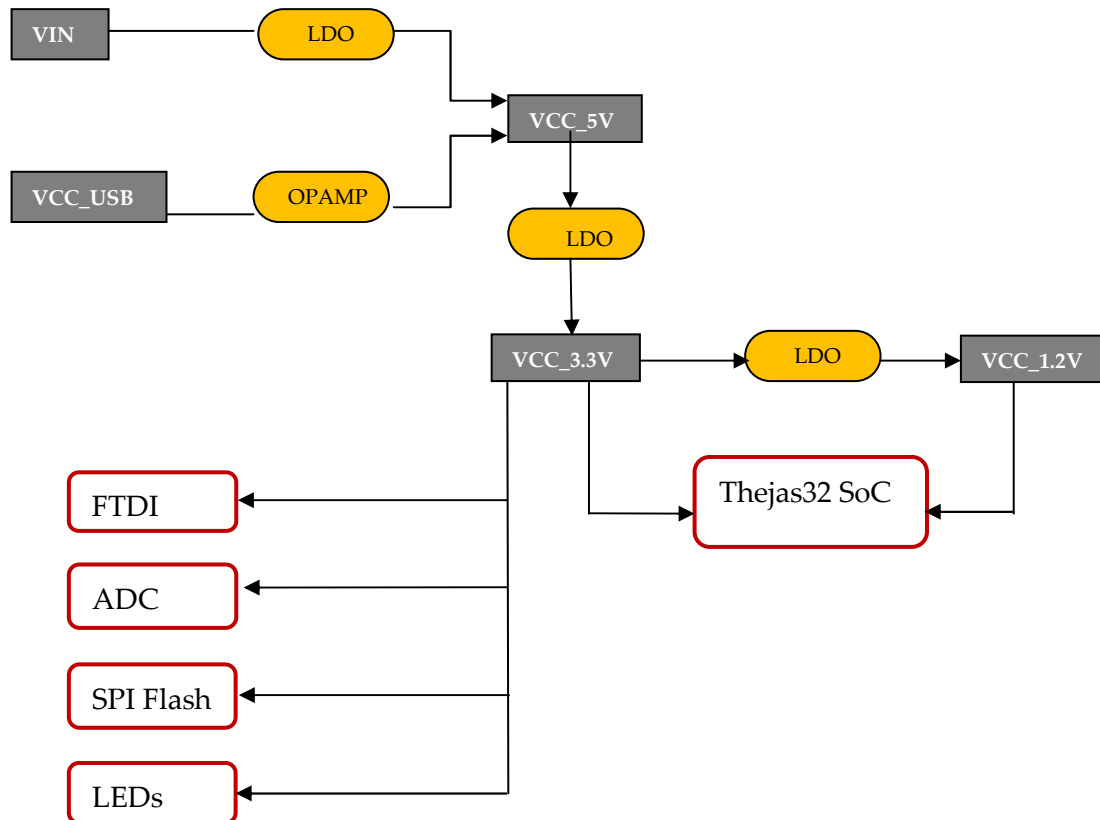 VIN
LDO
VCC_5V
VCC_USB
OPAMP
LDO
VCC_3.3V
LDO
VCC_1.2V
Thejas32 SoC
FTDI
ADC
SPI Flash
LEDs